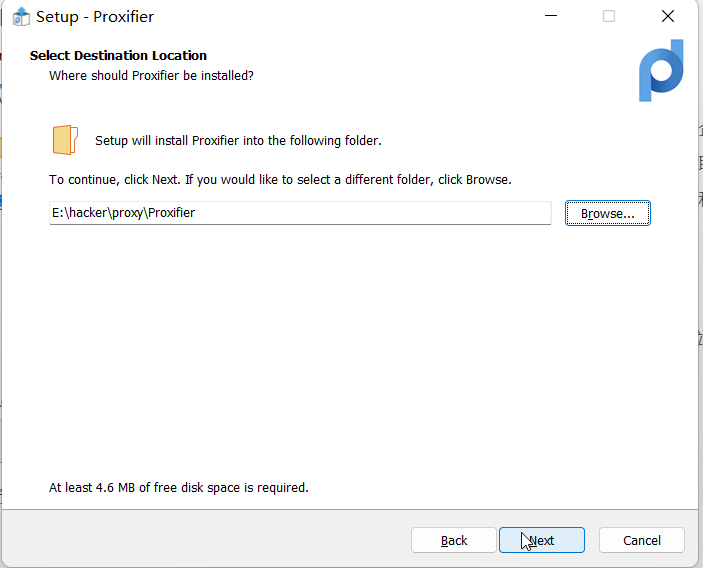 Setup - Proxifier
Select Destination Location
Where should Proxifier be installed?
Setup will install Proxifier into the following folder.
To continue, click Next. If you would like to select a different folder, click Browse.
E:\hacker\proxy\Proxifier
Browse...
At least 4.6 MB of free disk space is required.
Back
Next
Cancel